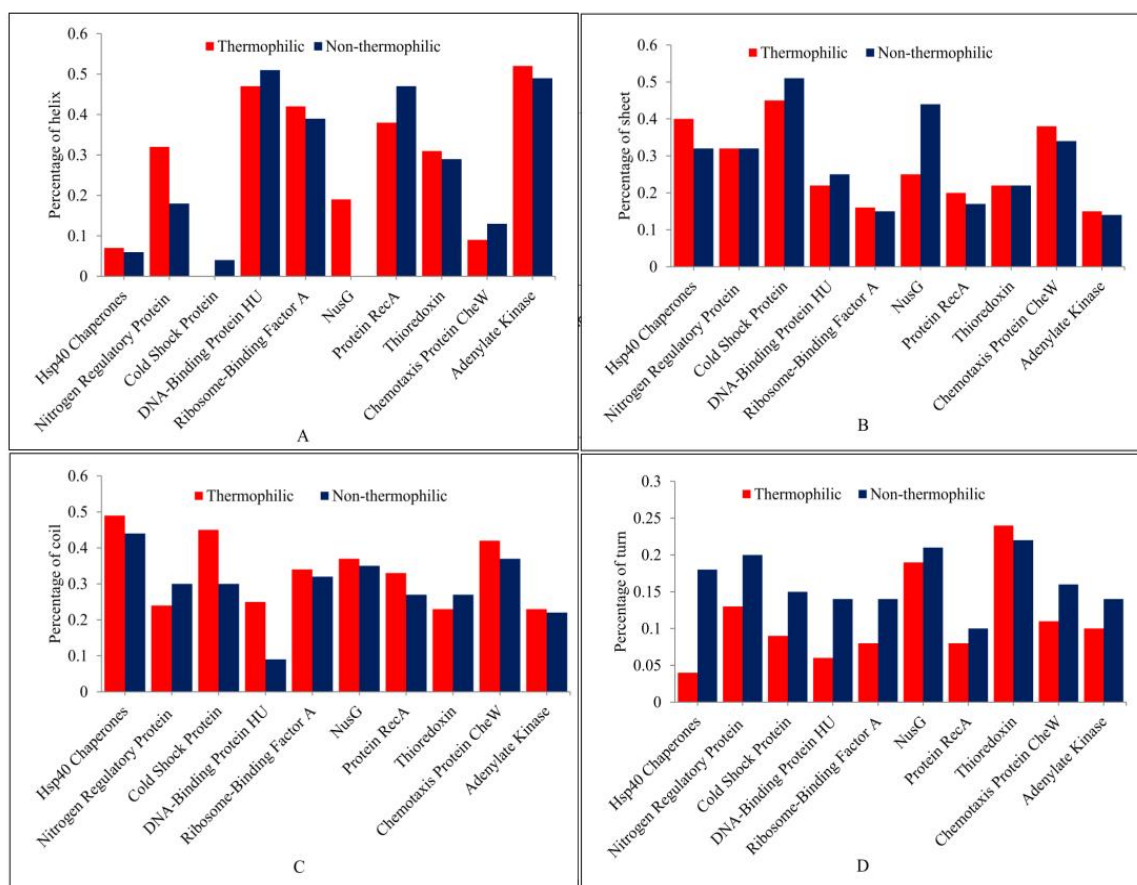 Thermophilic Non-thermophilic
Percentage of helix
0.6
0.5
0.4
0.3
0.2
0.1
0
Hsp40 Chaperones
Nitrogen Regulatory Protein
Cold Shock Protein
DNA-Binding Protein HU
Ribosome-Binding Factor A
NusG
Protein RecA
Thioredoxin
Chemotaxis Protein CheW
Adenylate Kinase
A
Thermophilic Non-thermophilic
Percentage of sheet
0.6
0.5
0.4
0.3
0.2
0.1
0
Hsp40 Chaperones
Nitrogen Regulatory Protein
Cold Shock Protein
DNA-Binding Protein HU
Ribosome-Binding Factor A
NusG
Protein RecA
Thioredoxin
Chemotaxis Protein CheW
Adenylate Kinase
B
Thermophilic Non-thermophilic
Percentage of coil
0.6
0.5
0.4
0.3
0.2
0.1
0
Hsp40 Chaperones
Nitrogen Regulatory Protein
Cold Shock Protein
DNA-Binding Protein HU
Ribosome-Binding Factor A
NusG
Protein RecA
Thioredoxin
Chemotaxis Protein CheW
Adenylate Kinase
C
Thermophilic Non-thermophilic
Percentage of turn
0.3
0.25
0.2
0.15
0.1
0.05
0
Hsp40 Chaperones
Nitrogen Regulatory Protein
Cold Shock Protein
DNA-Binding Protein HU
Ribosome-Binding Factor A
NusG
Protein RecA
Thioredoxin
Chemotaxis Protein CheW
Adenylate Kinase
D